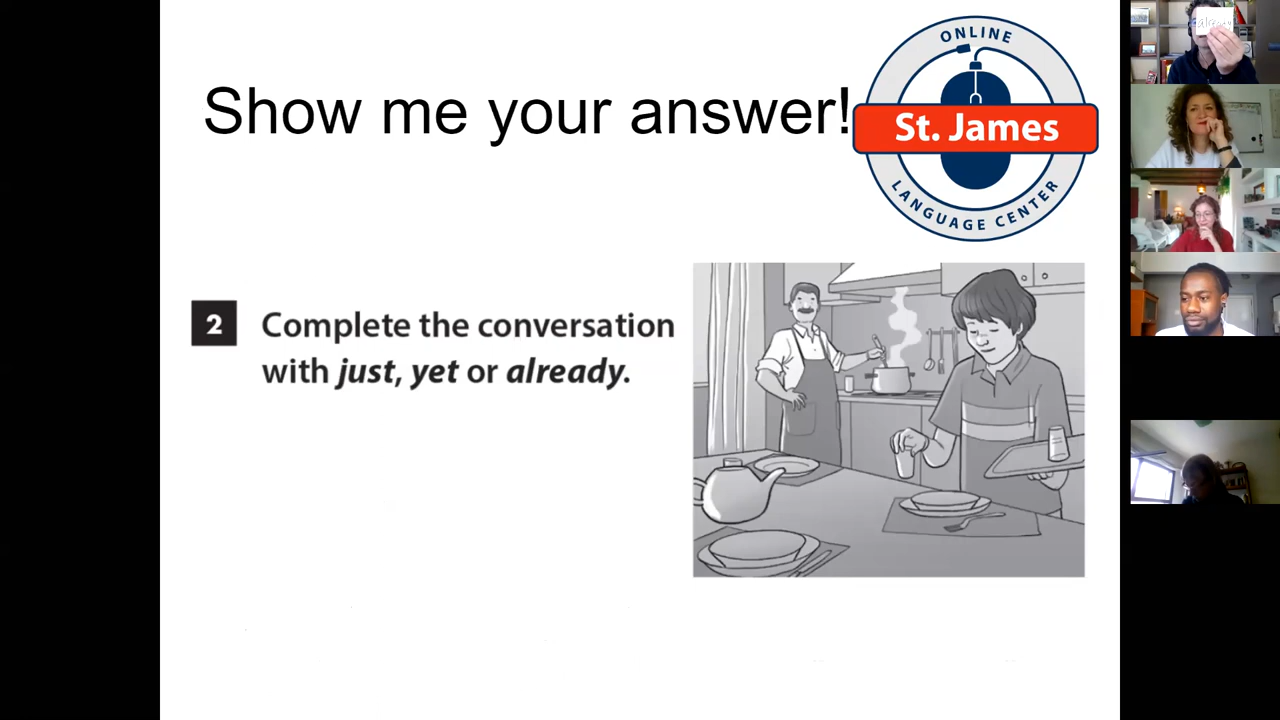 Show me your answer!
ONLINE
St. James
LANGUAGE CENTER
2 Complete the conversation
with just, yet or already.